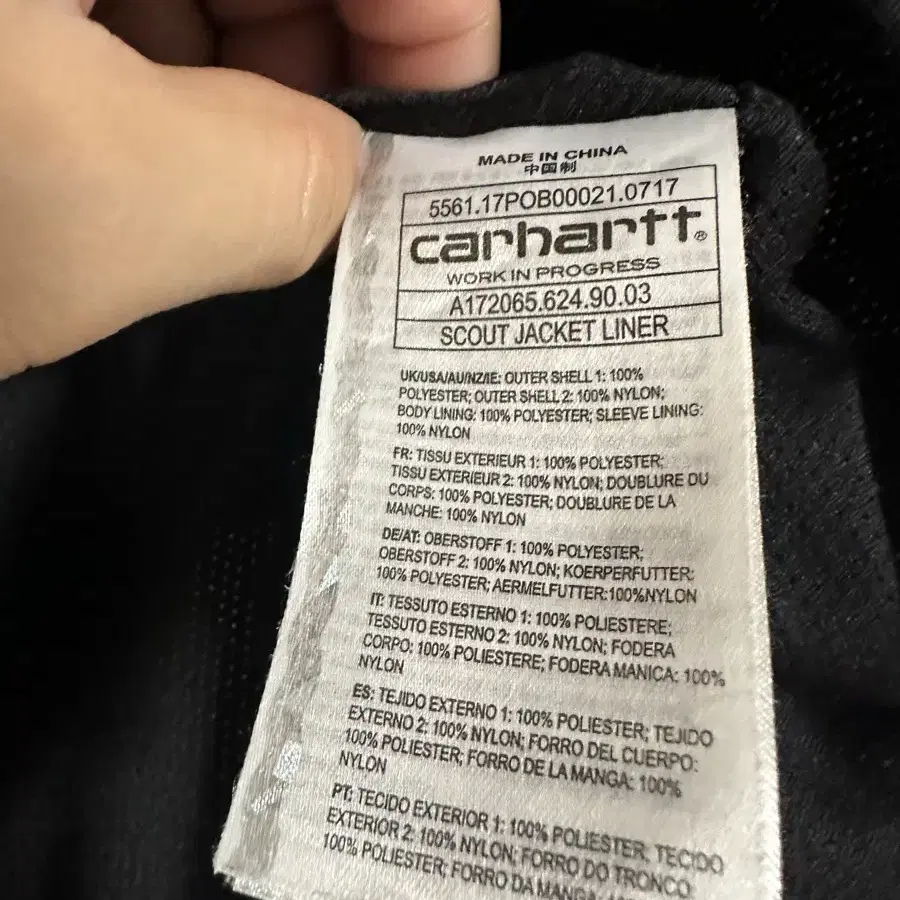 MADE IN CHINA
中国制
5561.17POB00021.0717
carhartt®
WORK IN PROGRESS
A172065.624.90.03
SCOUT JACKET LINER
UK/USA/AU/NZ/IE: OUTER SHELL 1: 100%
POLYESTER; OUTER SHELL 2: 100% NYLON;
BODY LINING: 100% POLYESTER; SLEEVE LINING:
100% NYLON
FR: TISSU EXTERIEUR 1: 100% POLYESTER;
TISSU EXTERIEUR 2: 100% NYLON; DOUBLURE DU
CORPS: 100% POLYESTER; DOUBLURE DE LA
MANCHE: 100% NYLON
DE/AT: OBERSTOFF 1: 100% POLYESTER;
OBERSTOFF 2: 100% NYLON; KOERPERFUTTER:
100% POLYESTER; AERMELFUTTER:100%NYLON
IT: TESSUTO ESTERNO 1: 100% POLIESTERE;
TESSUTO ESTERNO 2: 100% NYLON; FODERA
CORPO: 100% POLIESTERE; FODERA MANICA: 100%
NYLON
ES: TEJIDO EXTERNO 1: 100% POLIESTER; TEJIDO
EXTERNO 2: 100% NYLON; FORRO DEL CUERPO:
100% POLIESTER; FORRO DE LA MANGA: 100%
NYLON
PT: TECIDO EXTERIOR 1: 100% POLIESTER, TECIDO
EXTERIOR 2: 100% NYLON; FORRO DO TRONCO
100% POLIESTER; FORRO DA MANGA: